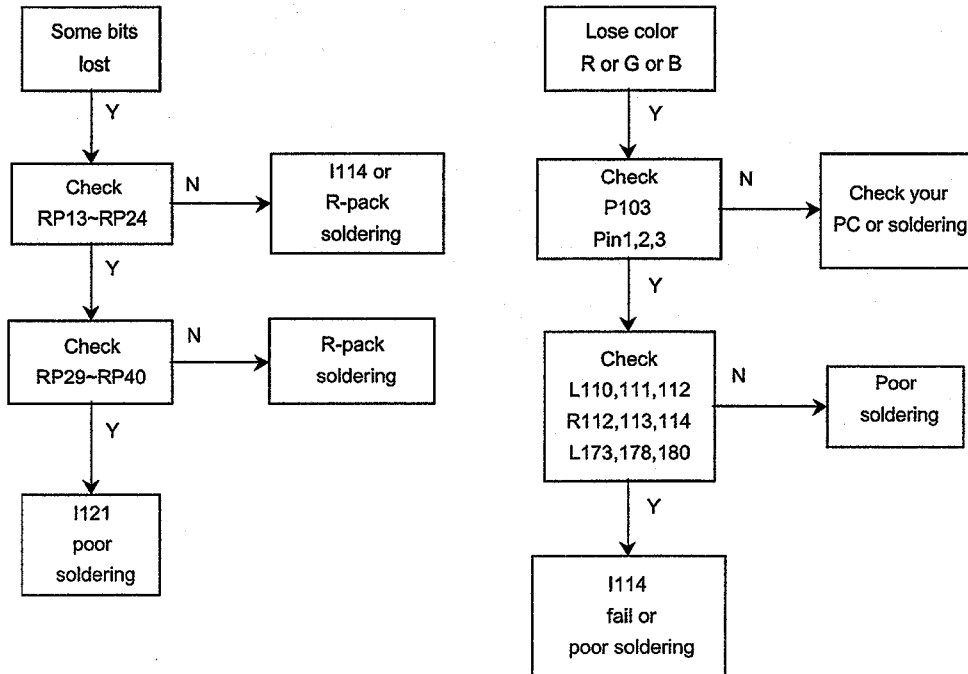 Some bits
lost
Y
Check
RP13~RP24
N
I114 or
R-pack
soldering
Y
Check
RP29~RP40
N
R-pack
soldering
Y
I121
poor
soldering
Lose color
R or G or B
Y
Check
P103
Pin1,2,3
N
Check your
PC or soldering
Y
Check
L110,111,112
R112,113,114
L173,178,180
N
Poor
soldering
Y
I114
fail or
poor soldering